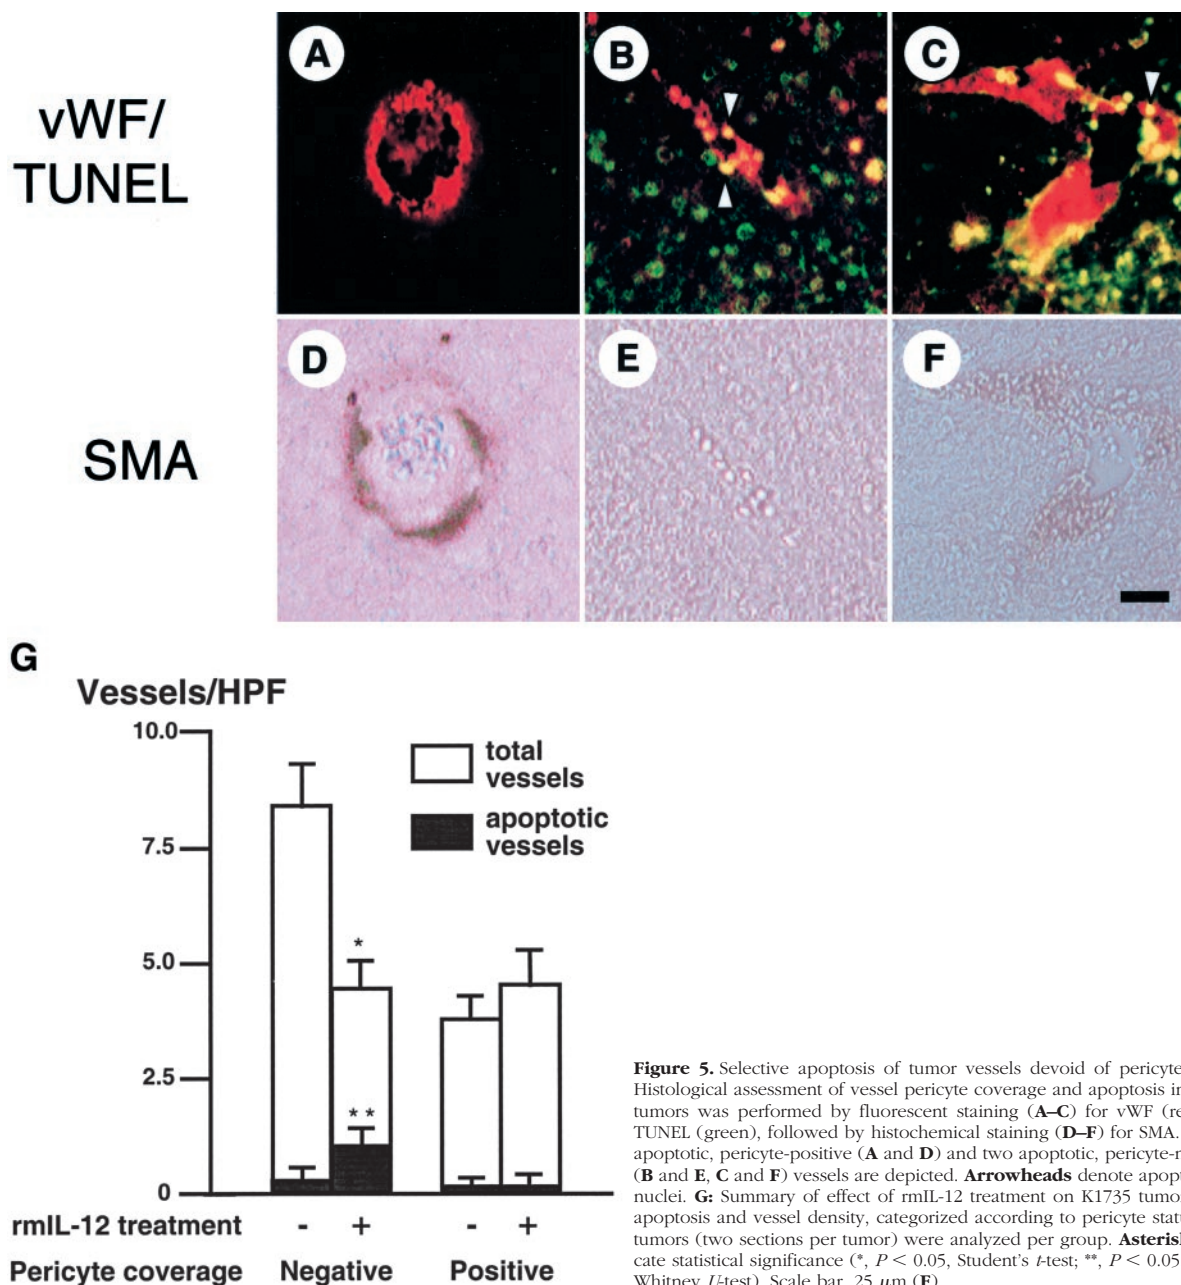 vWF/
TUNEL
A
B
C
SMA
D
E
F
G
Vessels/HPF
10.0
7.5
5.0
2.5
0
total
vessels
apoptotic
vessels
*
**
rmIL-12 treatment - + - +
Pericyte coverage Negative Positive
Figure 5. Selective apoptosis of tumor vessels devoid of pericyte
Histological assessment of vessel pericyte coverage and apoptosis in
tumors was performed by fluorescent staining (A–C) for vWF (re
TUNEL (green), followed by histochemical staining (D–F) for SMA.
apoptotic, pericyte-positive (A and D) and two apoptotic, pericyte-n
(B and E, C and F) vessels are depicted. Arrowheads denote apopt
nuclei. G: Summary of effect of rmIL-12 treatment on K1735 tumor
apoptosis and vessel density, categorized according to pericyte statu
tumors (two sections per tumor) were analyzed per group. Asterisk
cate statistical significance (*, P < 0.05, Student's t-test; **, P < 0.05
Whitney U-test). Scale bar, 25 μm (F)